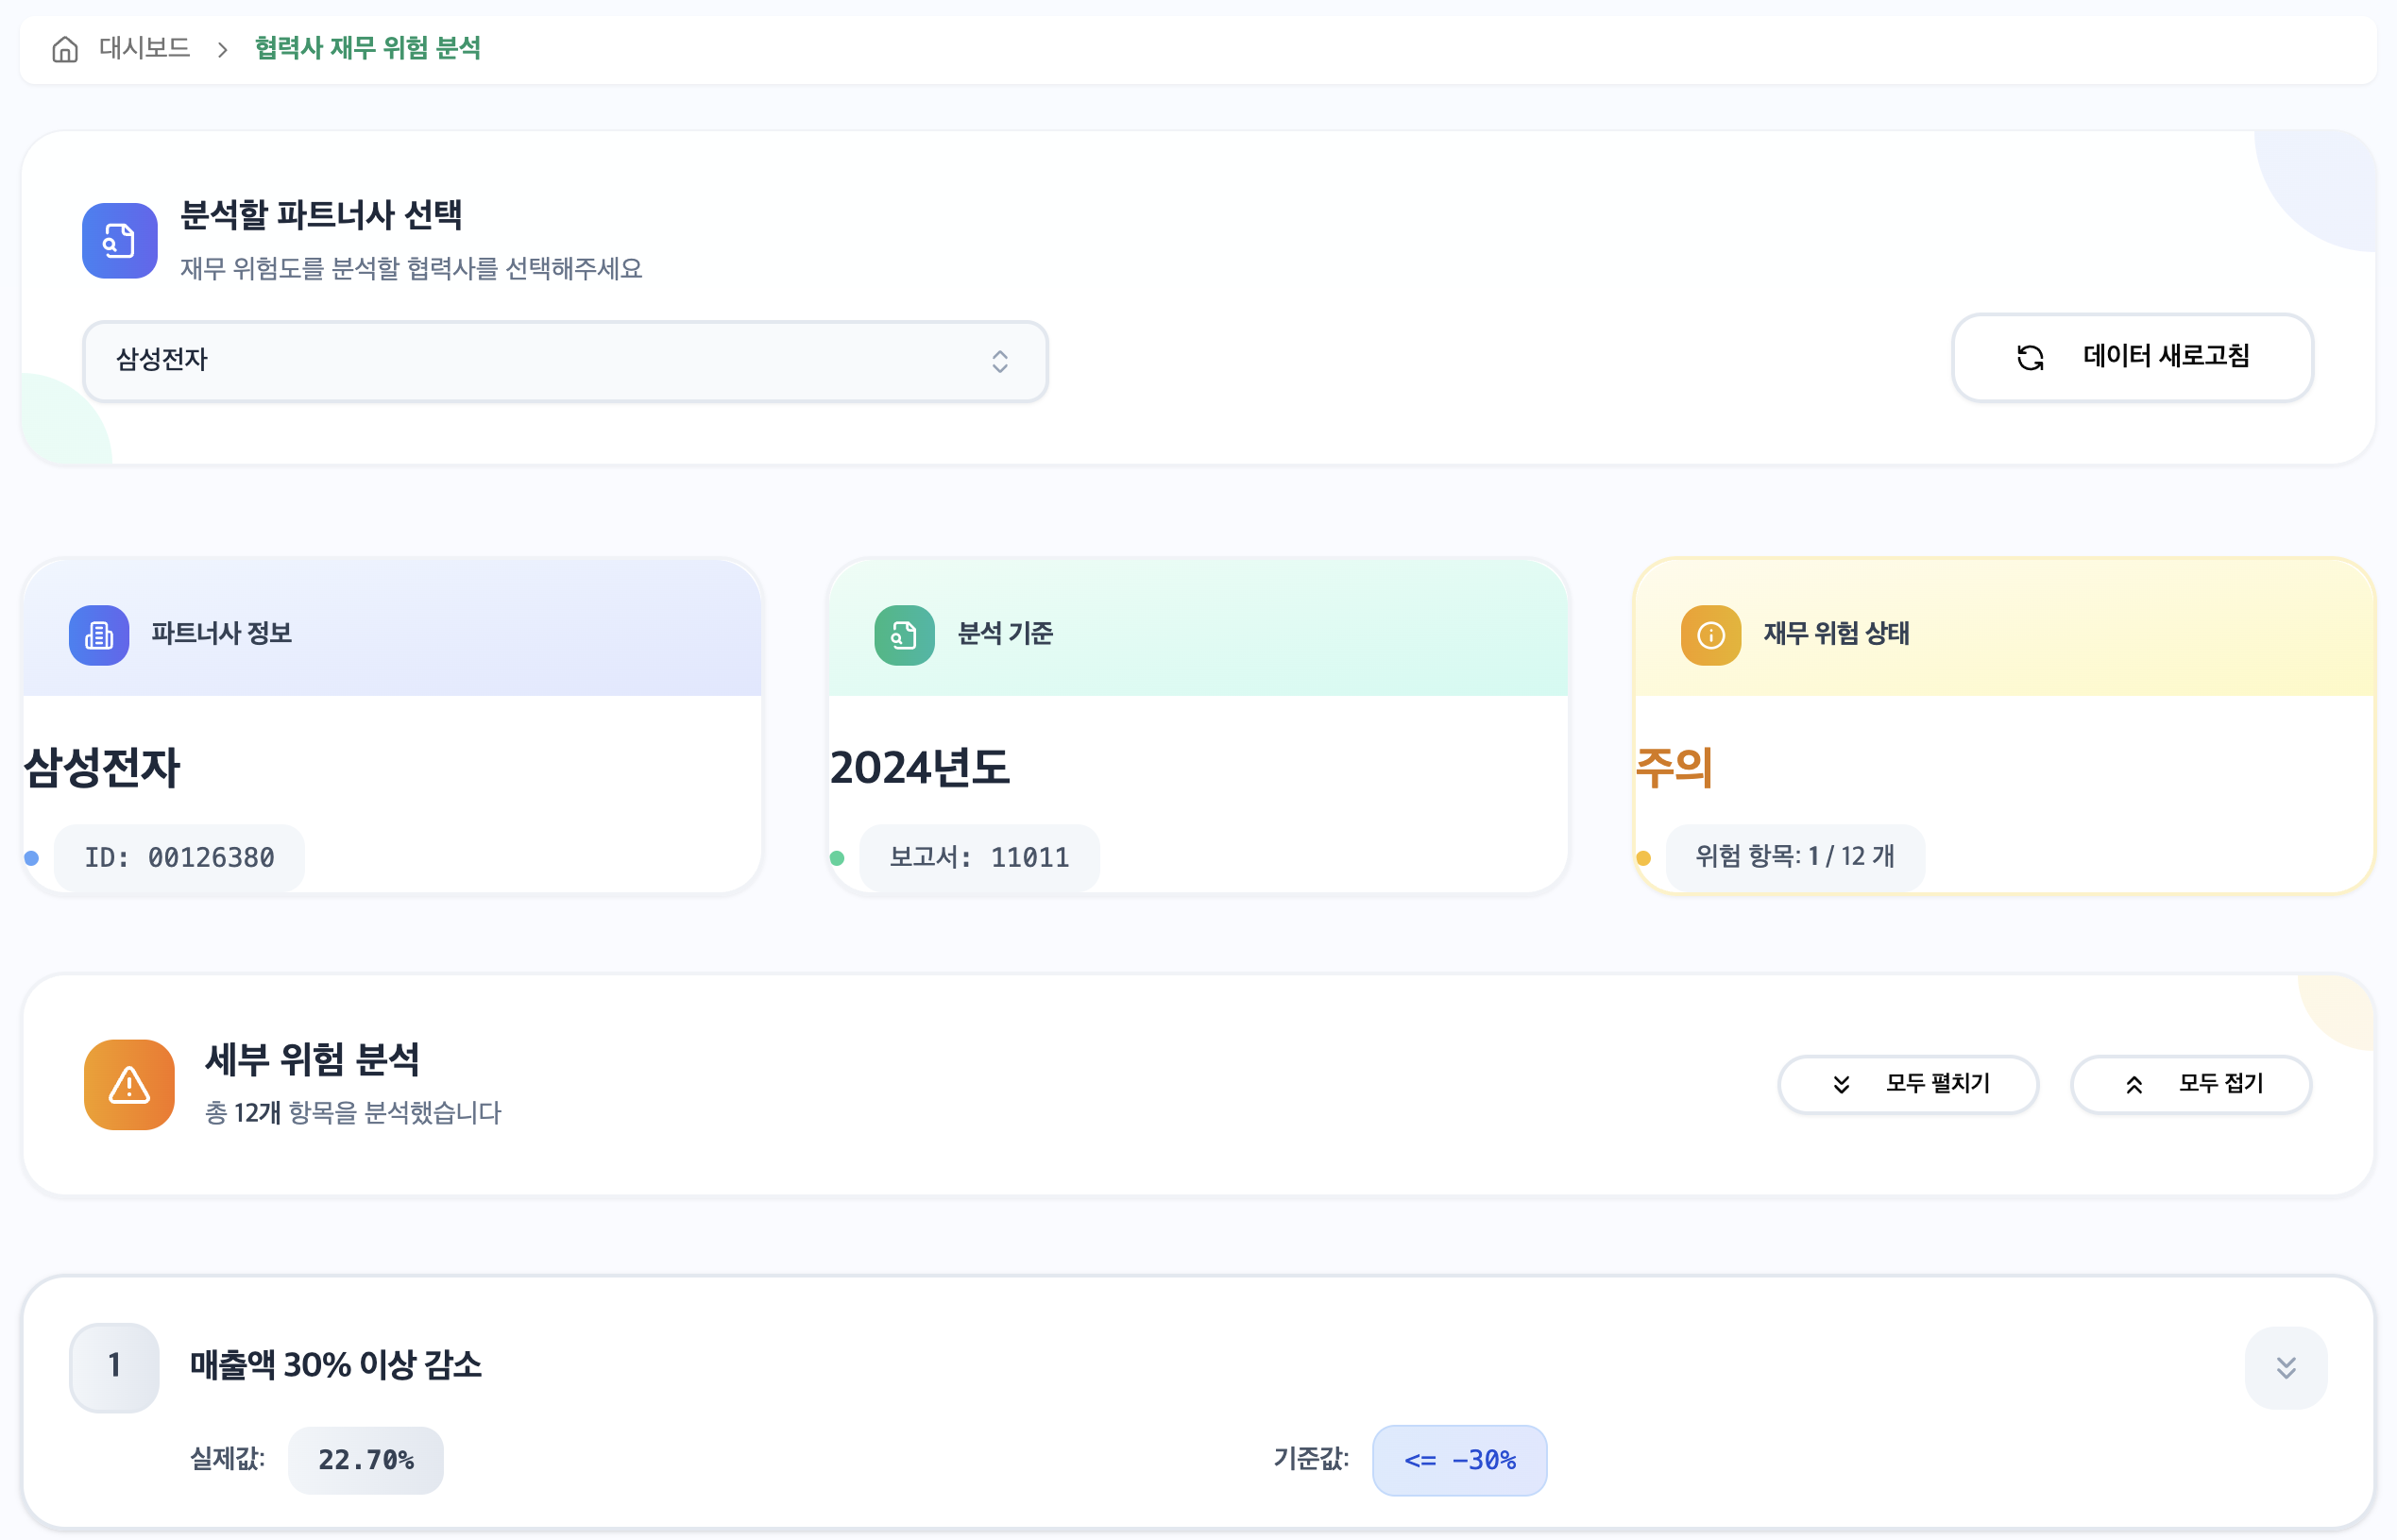 대시보드 > 협력사 재무 위험 분석
분석할 파트너사 선택
재무 위험도를 분석할 협력사를 선택해주세요
삼성전자
데이터 새로고침
파트너사 정보
삼성전자
ID: 00126380
분석 기준
2024년도
보고서: 11011
재무 위험 상태
주의
위험 항목: 1 / 12 개
세부 위험 분석
총 12개 항목을 분석했습니다
모두 펼치기
모두 접기
1
매출액 30% 이상 감소
실제값: 22.70%
기준값: <= -30%